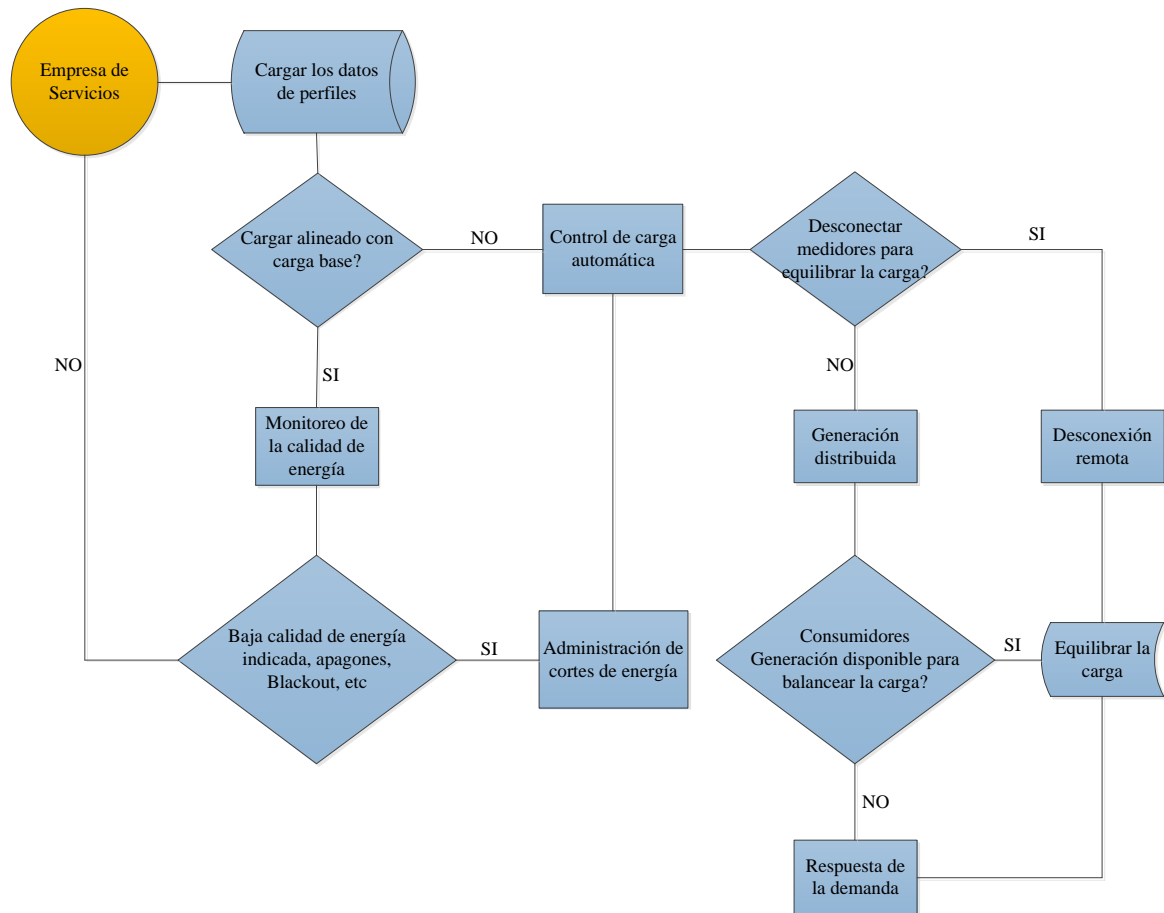 Empresa de
Servicios
Cargar los datos
de perfiles
Cargar alineado con
carga base?
NO
Control de carga
automática
Desconectar
medidores para
equilibrar la carga?
SI
NO
SI
NO
Monitoreo de
la calidad de
energía
Generación
distribuida
Desconexión
remota
Baja calidad de energía
indicada, apagones,
Blackout, etc
SI
Administración de
cortes de energía
Consumidores
Generación disponible para
balancear la carga?
SI
Equilibrar la
carga
NO
Respuesta de
la demanda